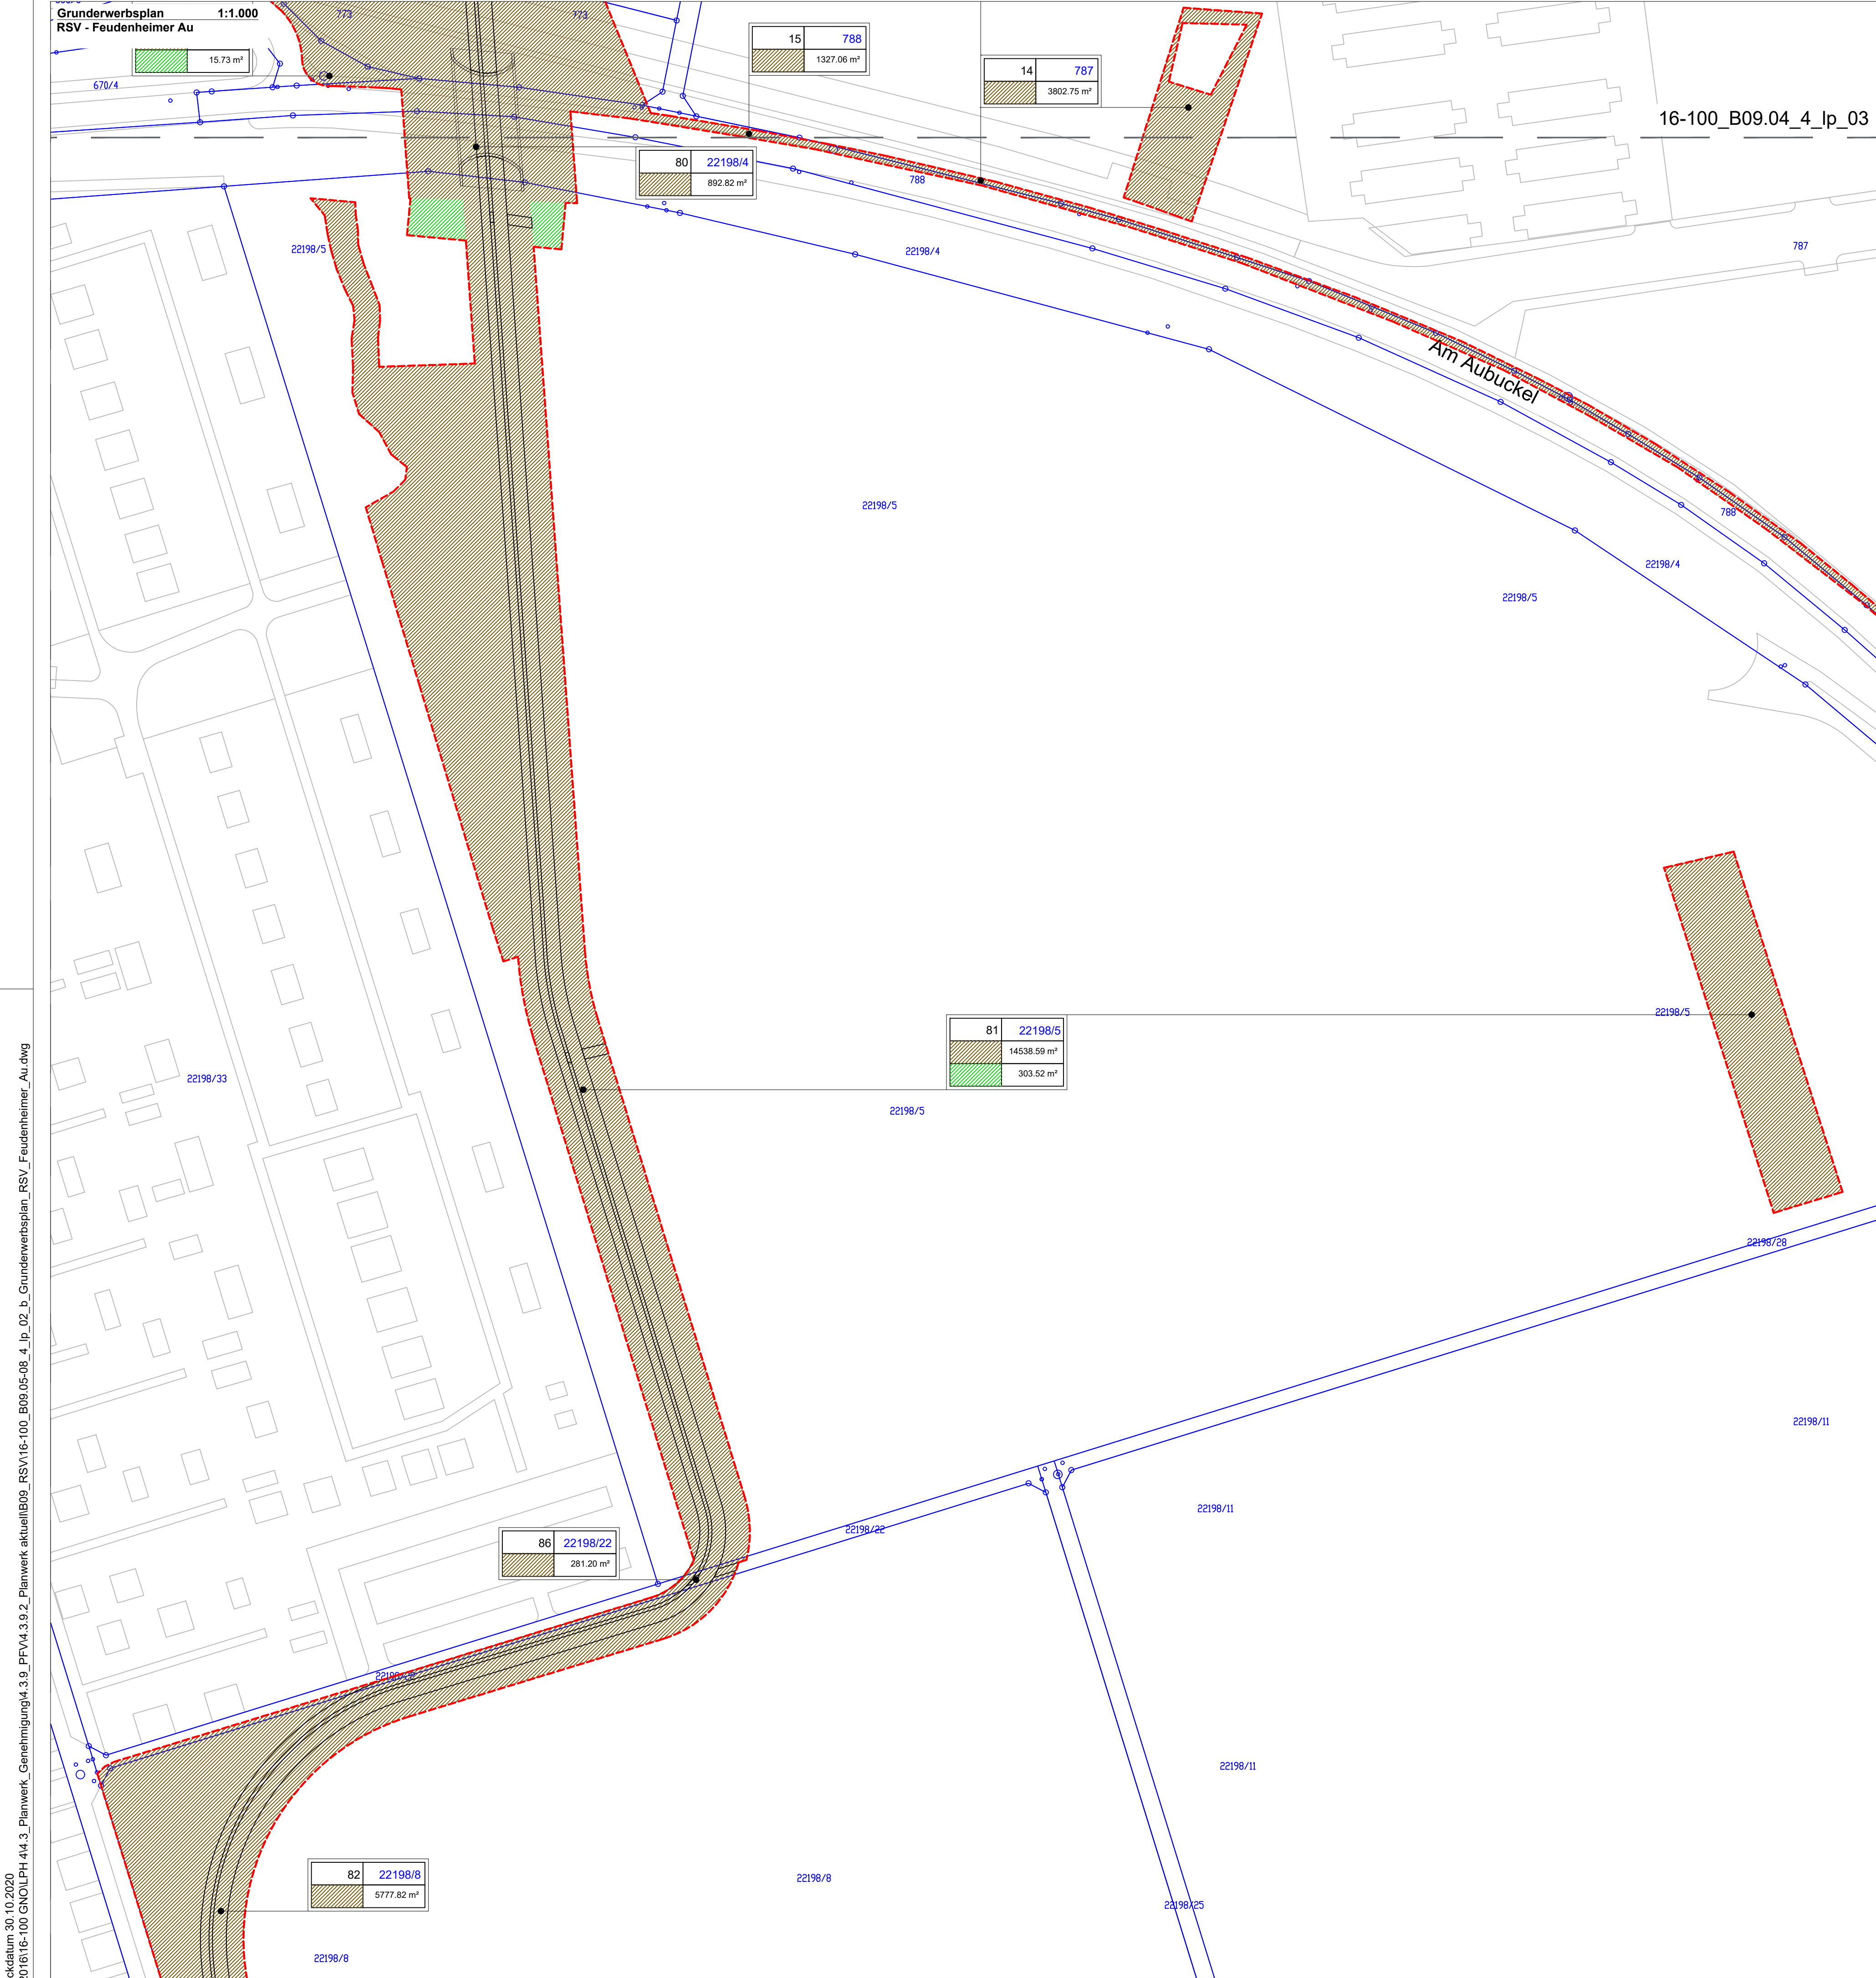 Grunderwerbsplan 1:1.000
RSV - Feudenheimer Au
15.73 m²
670/4
773
773
15 788
1327.06 m²
14 787
3802.75 m²
16-100_B09.04_4_lp_03
80 22198/4
892.82 m²
788
22198/5
22198/4
787
Am Aubuckel
22198/5
788
22198/4
22198/5
81 22198/5
14538.59 m²
303.52 m²
22198/5
22198/33
22198/5
22198/28
22198/11
22198/11
22198/22
86 22198/22
281.20 m²
22198/11
82 22198/8
5777.82 m²
22198/8
22198/25
22198/8
ckdatum 30.10.2020
2016\16-100 GNO\LPH 4\4.3_Planwerk_Genehmigung\4.3.9_PFV\4.3.9.2_Planwerk aktuell\B09_RSV\16-100_B09.05-08_4_lp_02_b_Grunderwerbsplan_RSV_Feudenheimer_Au.dwg